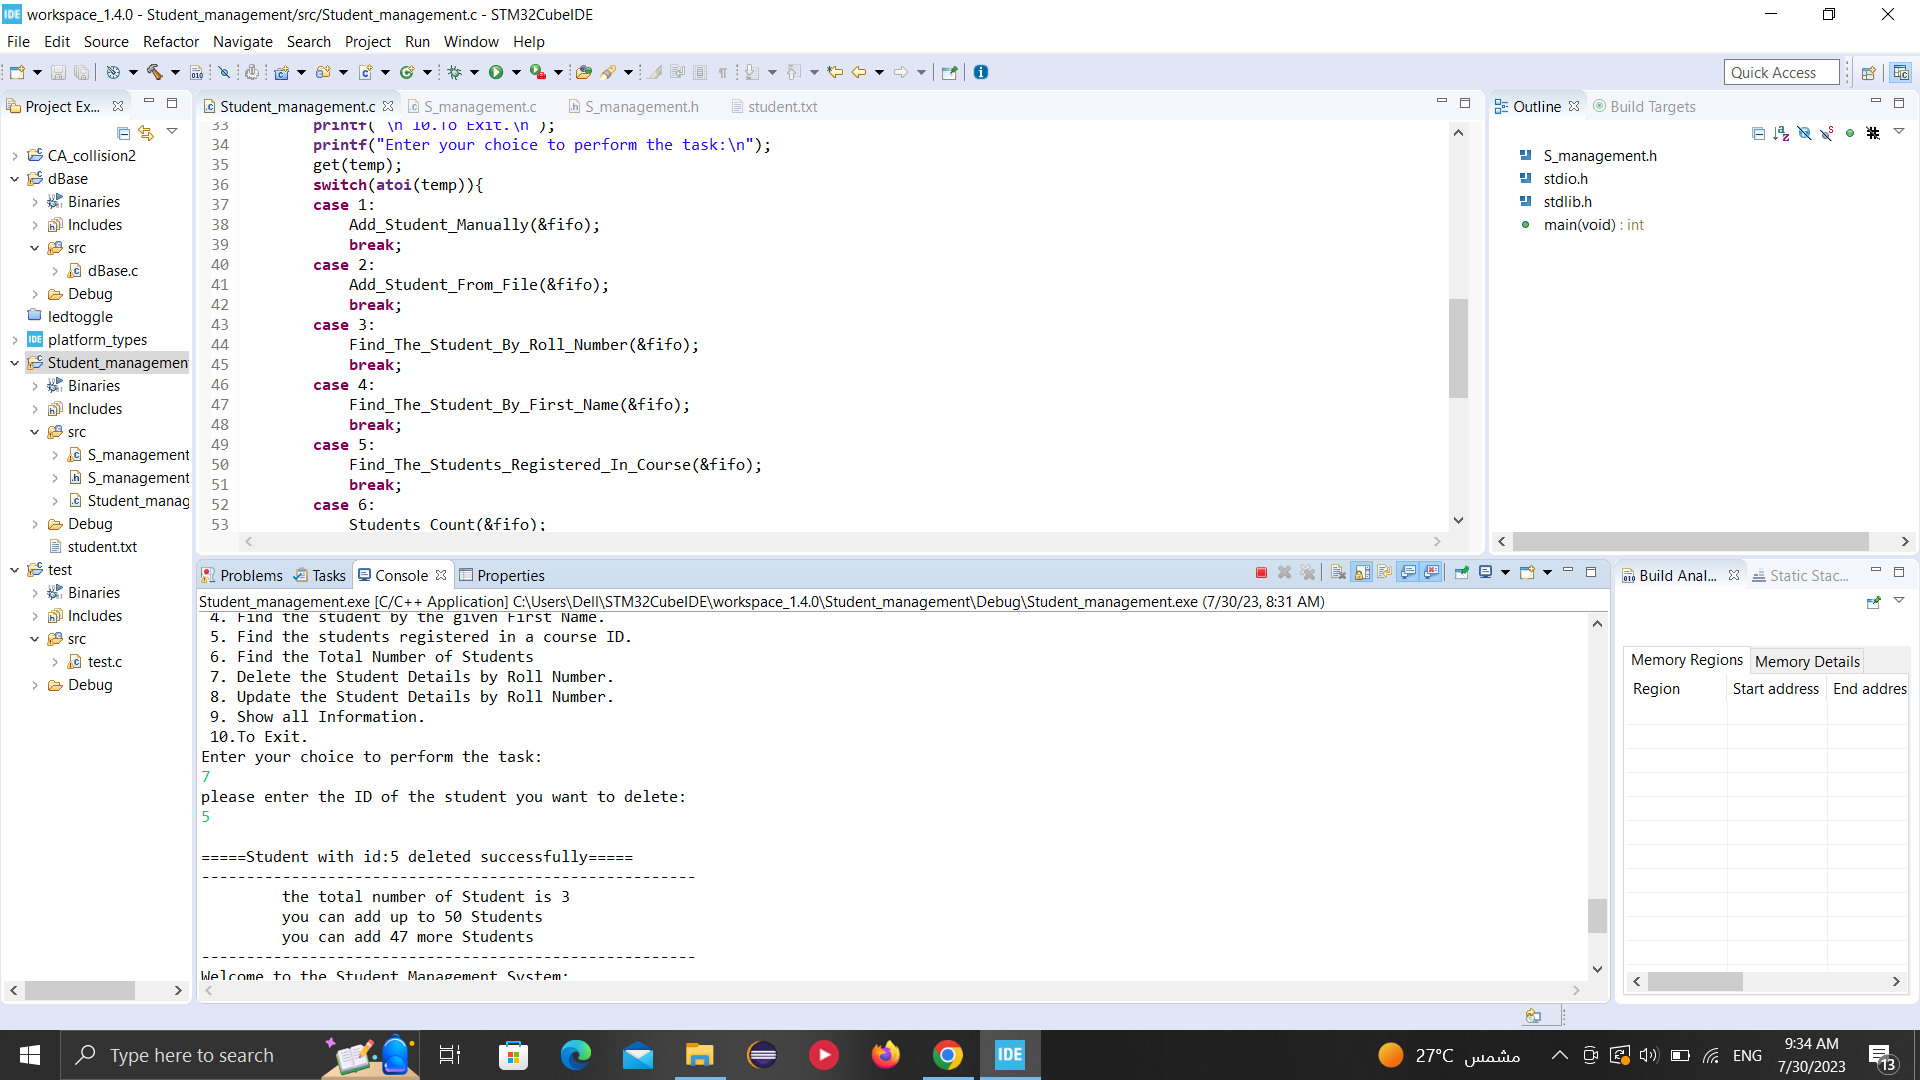 IDE workspace_1.4.0 - Student_management/src/Student_management.c - STM32CubeIDE
File Edit Source Refactor Navigate Search Project Run Window Help
Quick Access
Project Ex...
CA_collision2
dBase
Binaries
Includes
src
dBase.c
Debug
ledtoggle
IDE platform_types
Student_managemen
Binaries
Includes
src
S_management
S_management
Student_manag
Debug
student.txt
test
Binaries
Includes
src
test.c
Debug
Student_management.c S_management.c S_management.h student.txt
33 printf("\n 10.To Exit.\n");
34 printf("Enter your choice to perform the task:\n");
35 get(temp);
36 switch(atoi(temp)){
37 case 1:
38 Add_Student_Manually(&fifo);
39 break;
40 case 2:
41 Add_Student_From_File(&fifo);
42 break;
43 case 3:
44 Find_The_Student_By_Roll_Number(&fifo);
45 break;
46 case 4:
47 Find_The_Student_By_First_Name(&fifo);
48 break;
49 case 5:
50 Find_The_Students_Registered_In_Course(&fifo);
51 break;
52 case 6:
53 Students_Count(&fifo);
Outline Build Targets
S_management.h
stdio.h
stdlib.h
main(void) : int
Problems Tasks Console Properties
Student_management.exe [C/C++ Application] C:\Users\Dell\STM32CubeIDE\workspace_1.4.0\Student_management\Debug\Student_management.exe (7/30/23, 8:31 AM)
4. Find the student by the given First Name.
5. Find the students registered in a course ID.
6. Find the Total Number of Students
7. Delete the Student Details by Roll Number.
8. Update the Student Details by Roll Number.
9. Show all Information.
10.To Exit.
Enter your choice to perform the task:
7
please enter the ID of the student you want to delete:
5
=====Student with id:5 deleted successfully=====
-------------------------------------------------------
the total number of Student is 3
you can add up to 50 Students
you can add 47 more Students
-------------------------------------------------------
Welcome to the Student Management System:
Build Anal... Static Stac...
Memory Regions Memory Details
Region Start address End addres
Type here to search
IDE
27°C مشمس
ENG
9:34 AM
7/30/2023
13